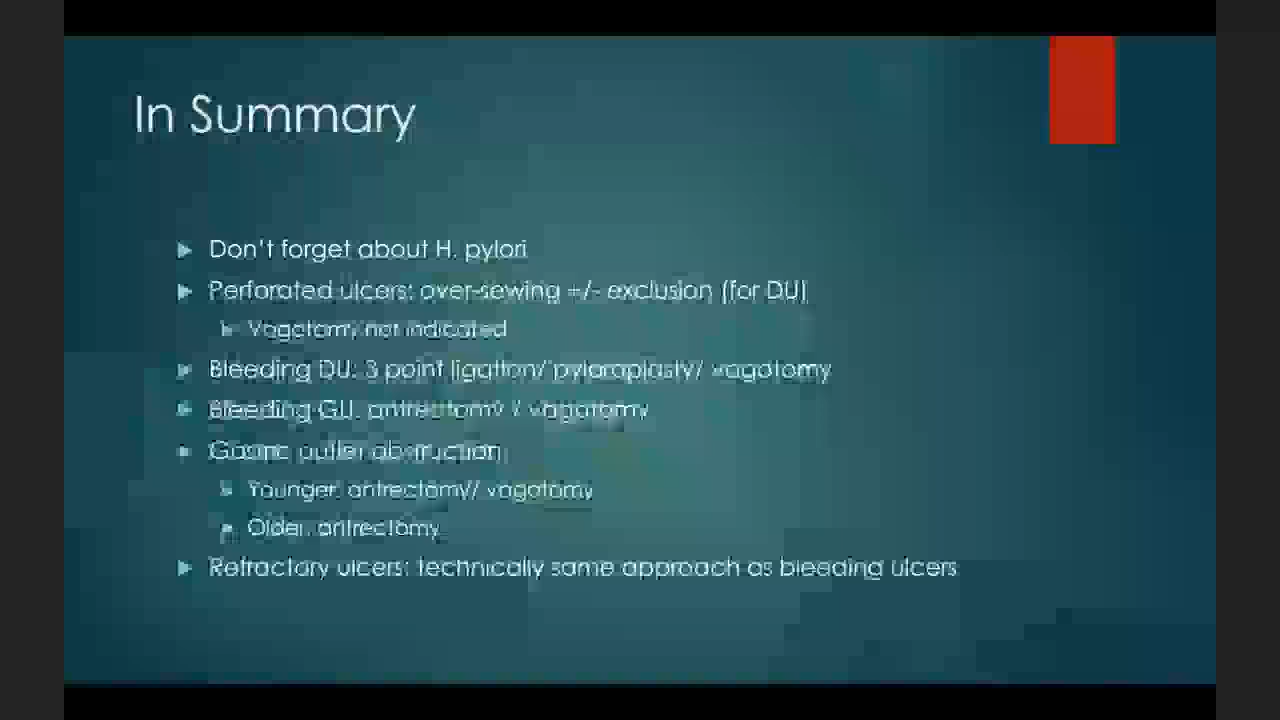 In Summary
Don't forget about H. pylori
Perforated ulcers: over-sewing +/- exclusion (for DU)
Vagotomy not indicated
Bleeding DU: 3 point ligation/ pyloroplasty/ vagotomy
Bleeding GU: antrectomy / vagotomy
Gastric outlet obstruction
Younger: antrectomy/ vagotomy
Older: antrectomy
Refractory ulcers: technically same approach as bleeding ulcers